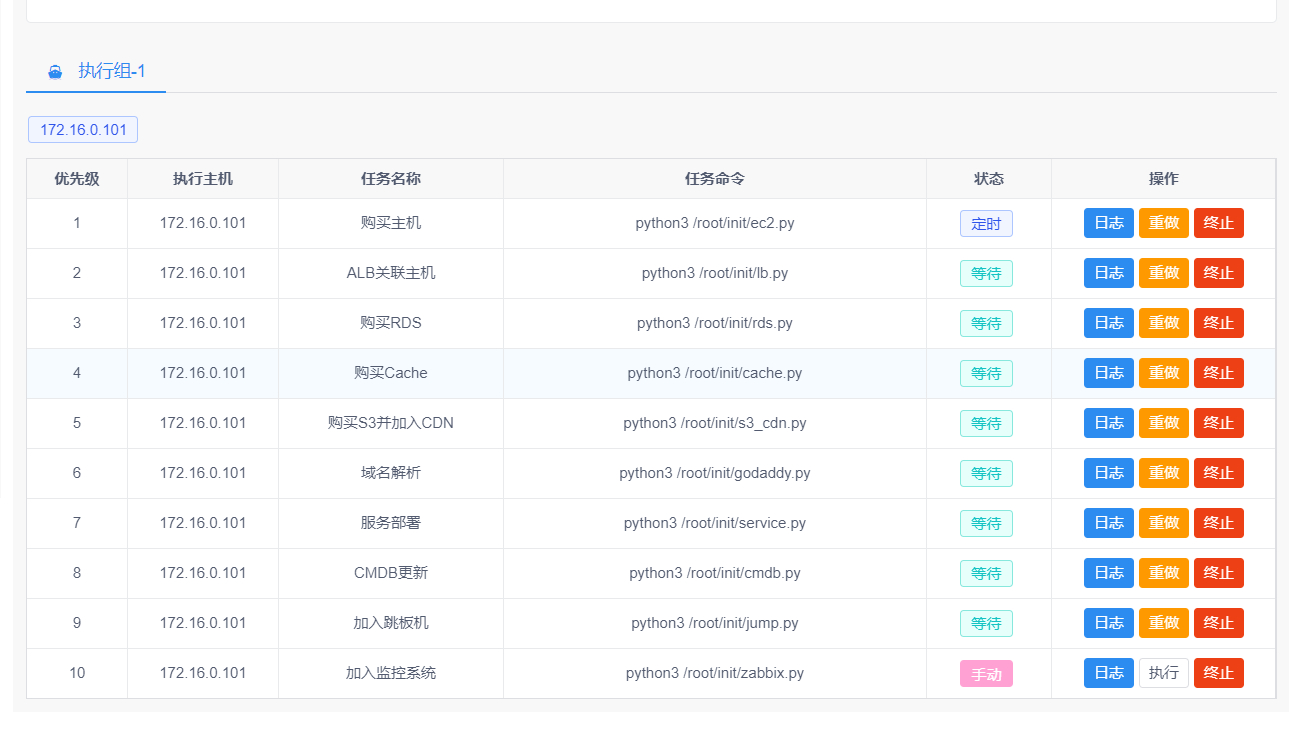 执行组-1
172.16.0.101
优先级 执行主机 任务名称 任务命令 状态 操作
1 172.16.0.101 购买主机 python3 /root/init/ec2.py 定时 日志 重做 终止
2 172.16.0.101 ALB关联主机 python3 /root/init/lb.py 等待 日志 重做 终止
3 172.16.0.101 购买RDS python3 /root/init/rds.py 等待 日志 重做 终止
4 172.16.0.101 购买Cache python3 /root/init/cache.py 等待 日志 重做 终止
5 172.16.0.101 购买S3并加入CDN python3 /root/init/s3_cdn.py 等待 日志 重做 终止
6 172.16.0.101 域名解析 python3 /root/init/godaddy.py 等待 日志 重做 终止
7 172.16.0.101 服务部署 python3 /root/init/service.py 等待 日志 重做 终止
8 172.16.0.101 CMDB更新 python3 /root/init/cmdb.py 等待 日志 重做 终止
9 172.16.0.101 加入跳板机 python3 /root/init/jump.py 等待 日志 重做 终止
10 172.16.0.101 加入监控系统 python3 /root/init/zabbix.py 手动 日志 执行 终止